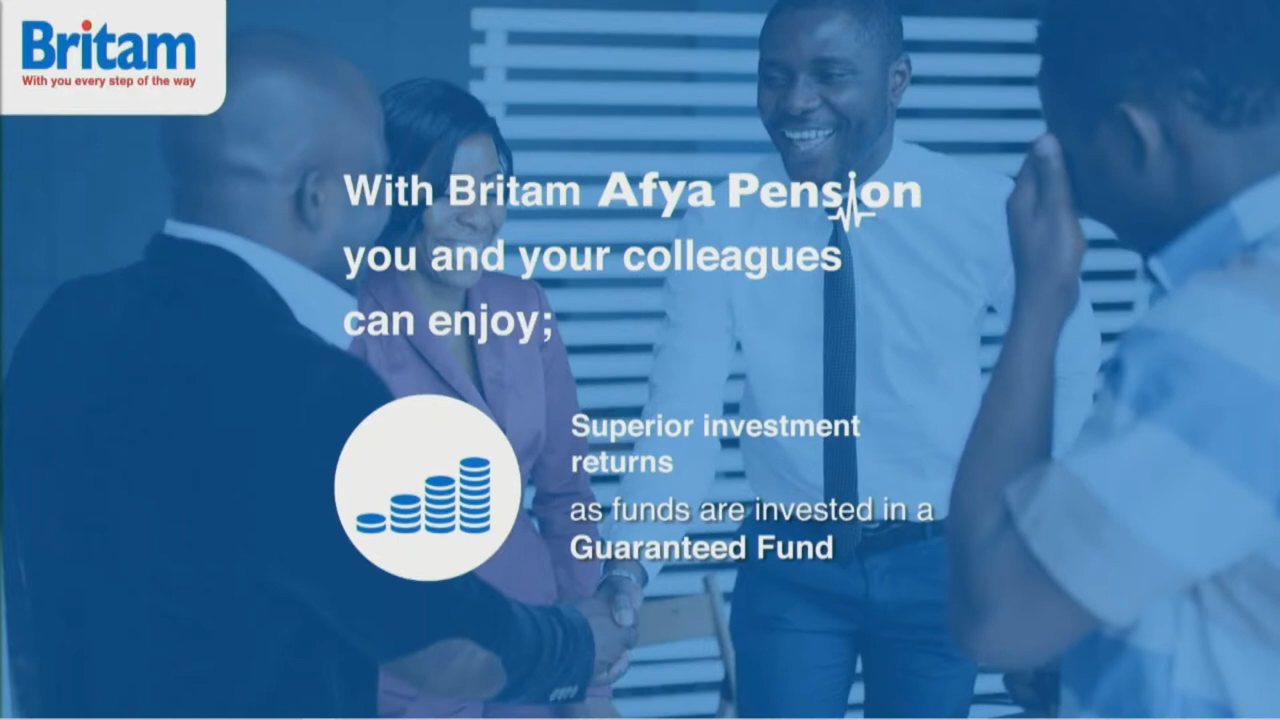 Britam
With you every step of the way
With Britam Afya Pension
you and your colleagues
can enjoy;
Superior investment
returns
as funds are invested in a
Guaranteed Fund